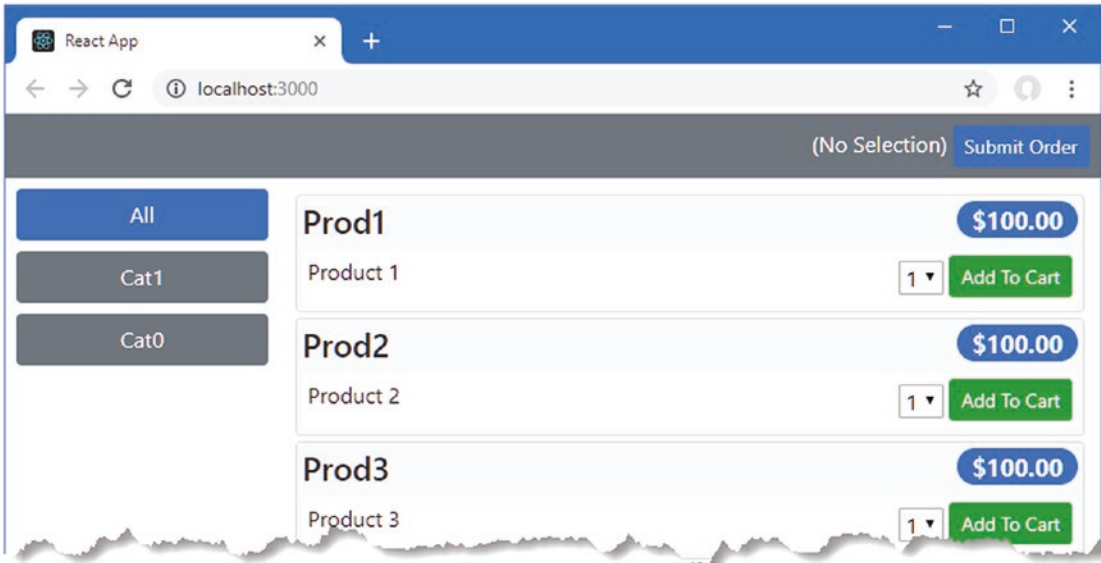 React App
localhost:3000
(No Selection) Submit Order
All
Cat1
Cat0
Prod1 $100.00
Product 1 1 Add To Cart
Prod2 $100.00
Product 2 1 Add To Cart
Prod3 $100.00
Product 3 1 Add To Cart